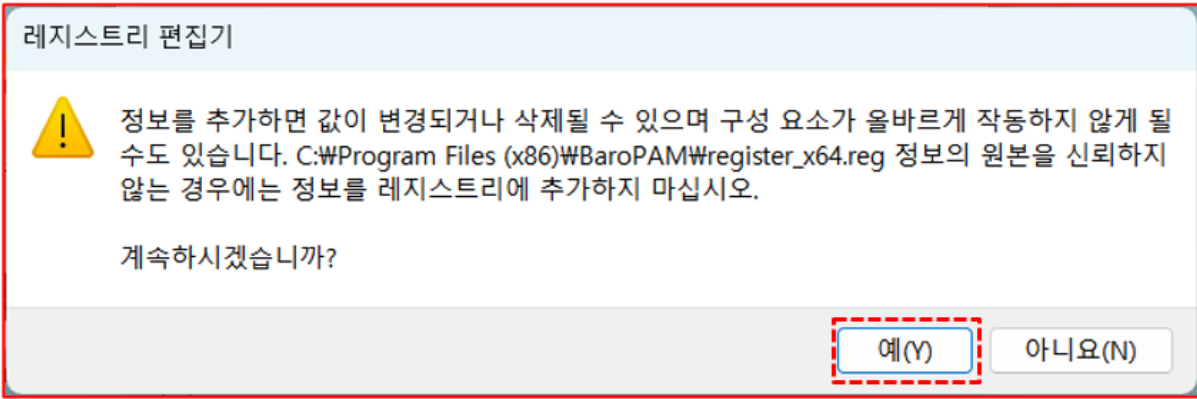 레지스트리 편집기
정보를 추가하면 값이 변경되거나 삭제될 수 있으며 구성 요소가 올바르게 작동하지 않게 될
수도 있습니다. C:₩Program Files (x86)₩BaroPAM₩register_x64.reg 정보의 원본을 신뢰하지
않는 경우에는 정보를 레지스트리에 추가하지 마십시오.
계속하시겠습니까?
예(Y)
아니요(N)